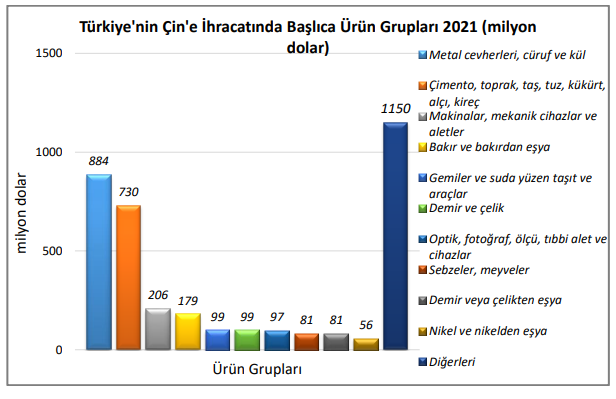 Türkiye'nin Çin'e İhracatında Başlıca Ürün Grupları 2021 (milyon
dolar)
1500
1000
500
0
milyon dolar
884
730
206
179
99
99
97
81
81
56
1150
Ürün Grupları
Metal cevherleri, cüruf ve kül
Çimento, toprak, taş, tuz, kükürt,
alçı, kireç
Makinalar, mekanik cihazlar ve
aletler
Bakır ve bakırdan eşya
Gemiler ve suda yüzen taşıt ve
araçlar
Demir ve çelik
Optik, fotoğraf, ölçü, tıbbi alet ve
cihazlar
Sebzeler, meyveler
Demir veya çelikten eşya
Nikel ve nikelden eşya
Diğerleri